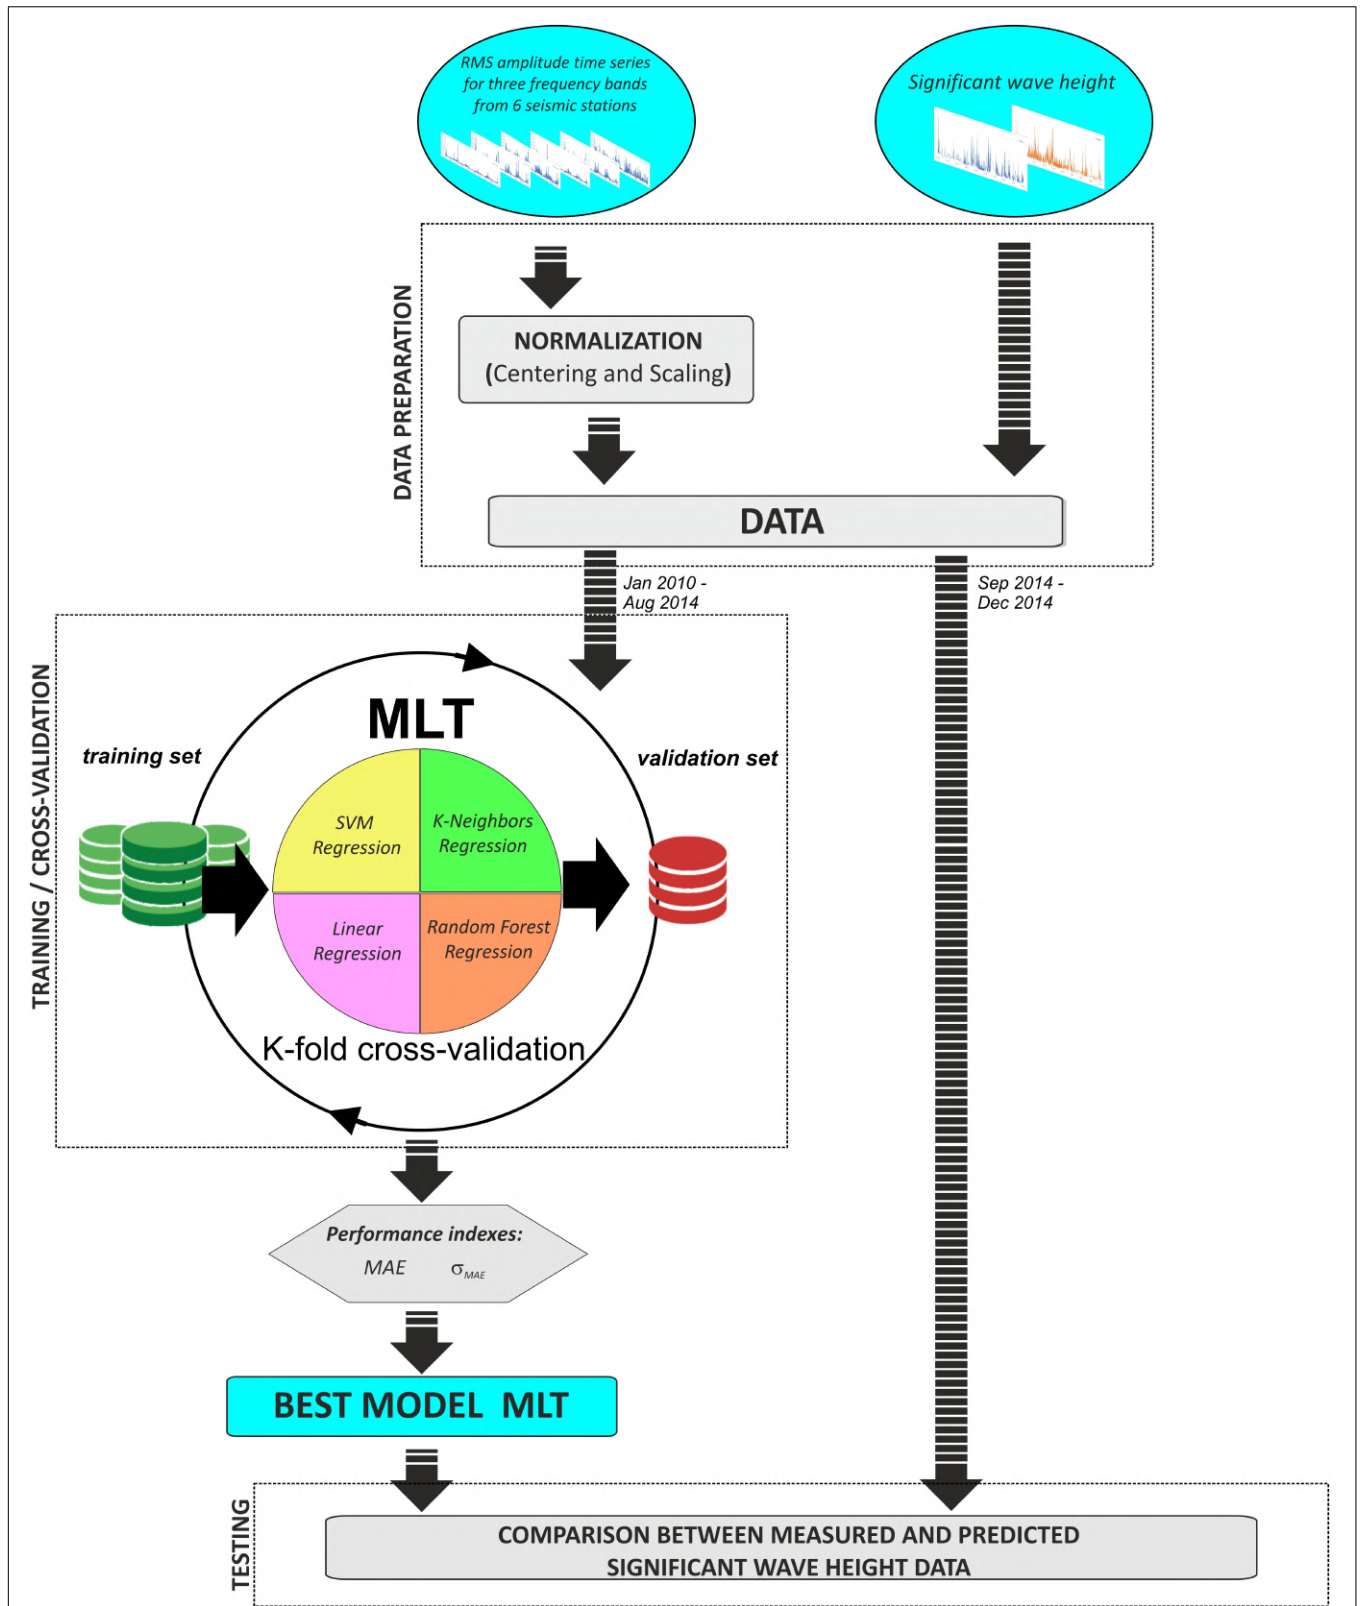 RMS amplitude time series
for three frequency bands
from 6 seismic stations
Significant wave height
DATA PREPARATION
NORMALIZATION
(Centering and Scaling)
DATA
Jan 2010 -
Aug 2014
Sep 2014 -
Dec 2014
TRAINING / CROSS-VALIDATION
MLT
training set
validation set
SVM
Regression
K-Neighbors
Regression
Linear
Regression
Random Forest
Regression
K-fold cross-validation
Performance indexes:
MAE σMAE
BEST MODEL MLT
TESTING
COMPARISON BETWEEN MEASURED AND PREDICTED
SIGNIFICANT WAVE HEIGHT DATA